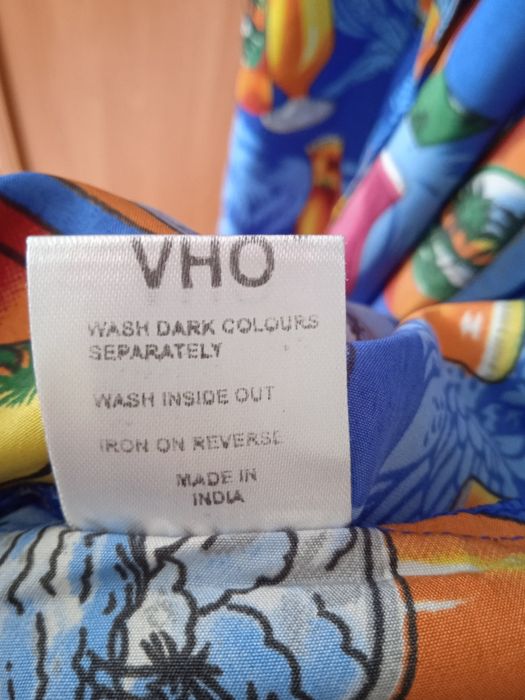 VHO
WASH DARK COLOURS
SEPARATELY
WASH INSIDE OUT
IRON ON REVERSE
MADE IN
INDIA